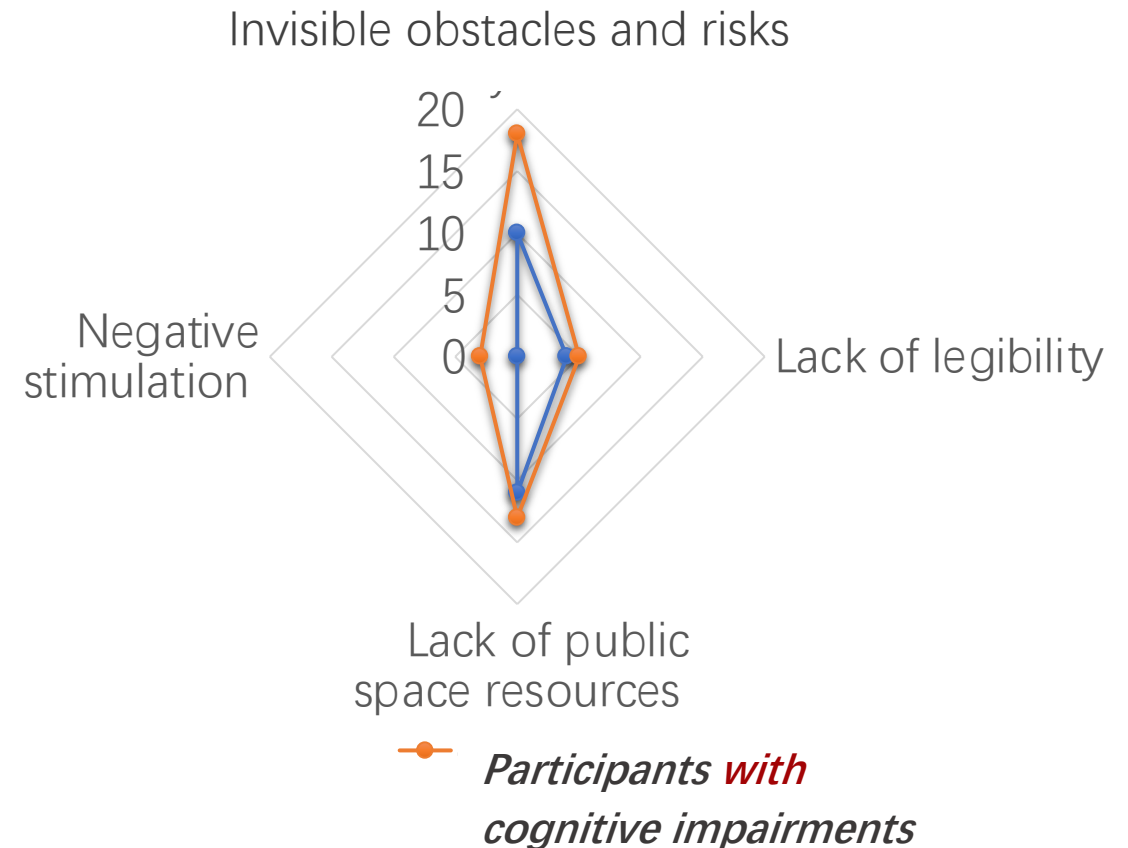 Invisible obstacles and risks
20
15
10
5
0
Negative
stimulation
Lack of legibility
Lack of public
space resources
Participants with
cognitive impairments